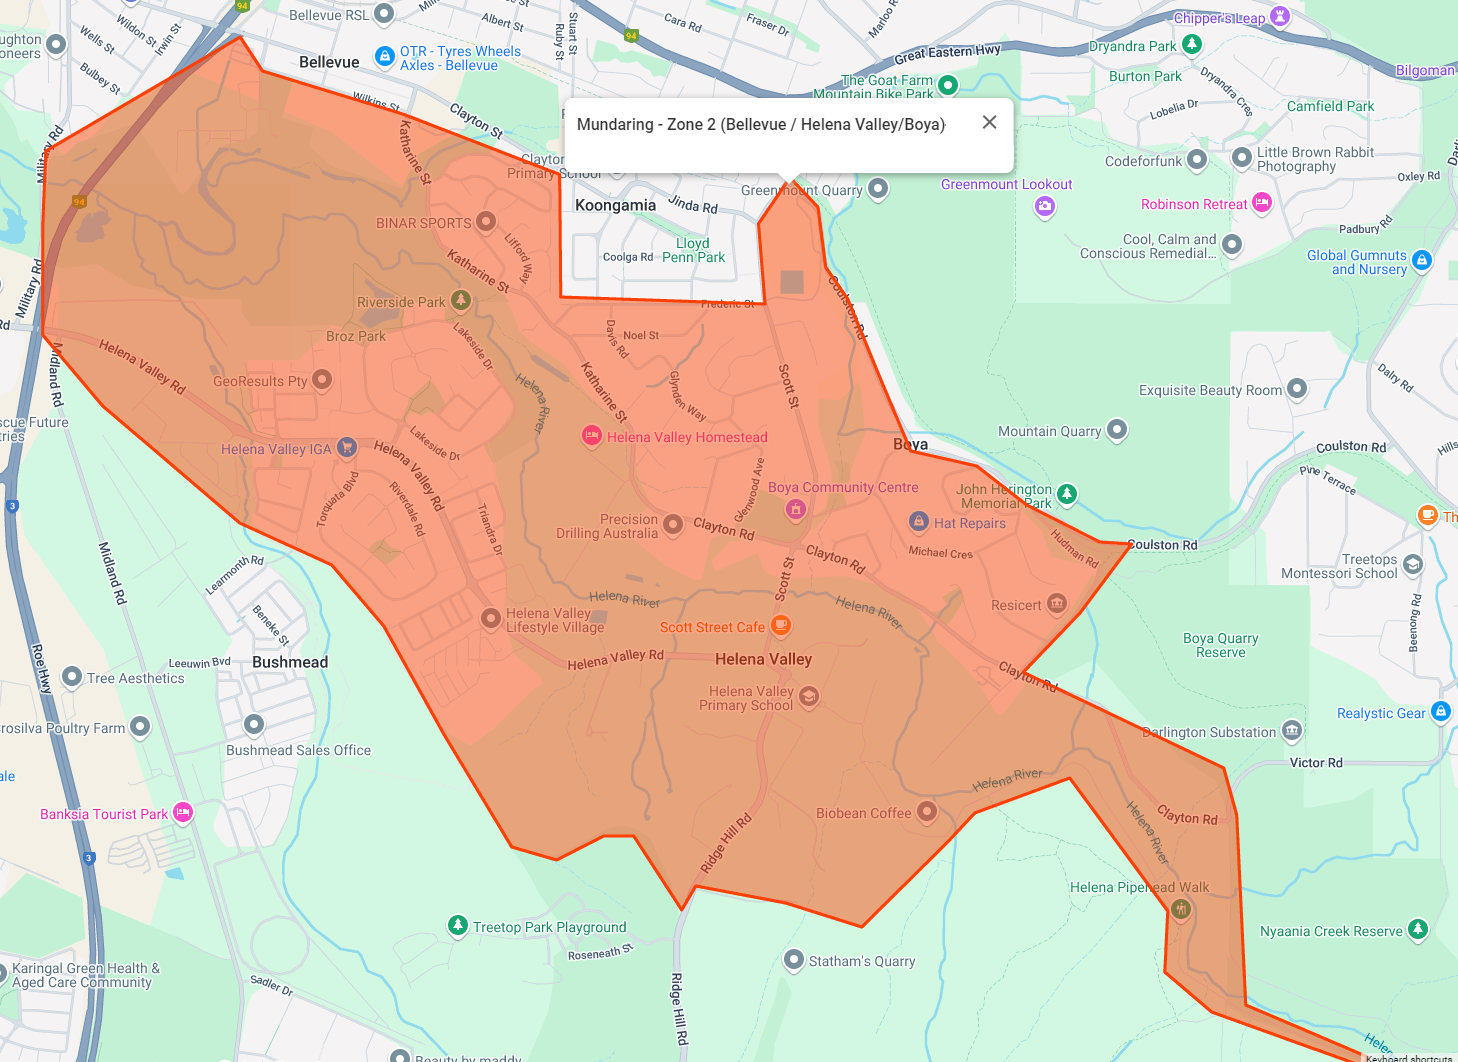 94
Bellevue RSL
Albert St
Cara Rd
Fraser Dr
Marloo R
Chipper's Leap
Wells St
Wildon St
Irwin St
Ruby St
Stuart St
94
Great Eastern Hwy
Dryandra Park
ughton
oneers
OTR - Tyres Wheels
Axles - Bellevue
Bellevue
Bulbey St
Burton Park
Dryandra Cres
Bilgoman
The Goat Farm
Mountain Bike Park
Wilkins St
Clayton St
Lobelia Dr
Camfield Park
Mundaring - Zone 2 (Bellevue / Helena Valley/Boya)
Military Rd
Katharine St
Clayton
Primary School
Codeforfunk
Little Brown Rabbit
Photography
Oxley Rd
Greenmount Quarry
Greenmount Lookout
94
Koongamia
Jinda Rd
Robinson Retreat
BINAR SPORTS
Lifford Way
Padbury Rd
Lloyd
Penn Park
Coolga Rd
Cool, Calm and
Conscious Remedial...
Global Gumnuts
and Nursery
Military Rd
Katharine St
Riverside Park
Frederic St
Coulston Rd
Broz Park
Lakeside Dr
Davis Rd
Noel St
Helena Valley Rd
Midland Rd
GeoResults Pty
Helena River
Katharine St
Glynden Way
Scott St
Exquisite Beauty Room
Dalry Rd
scue Future
tries
Helena Valley IGA
Lakeside Dr
Helena Valley Rd
Helena Valley Homestead
Boya
Mountain Quarry
Coulston Rd
Hills
Torquata Blvd
Riverdale Rd
Glenwood Ave
Boya Community Centre
John Herington
Memorial Park
Pine Terrace
3
Triandra Dr
Precision
Drilling Australia
Clayton Rd
Hat Repairs
Th
Michael Cres
Hudman Rd
Coulston Rd
Midland Rd
Learmonth Rd
Clayton Rd
Treetops
Montessori School
Scott St
Helena River
Helena River
Resicert
Beneke St
Helena Valley
Lifestyle Village
Scott Street Cafe
Beenong Rd
Boya Quarry
Reserve
Roe Hwy
Leeuwin Blvd
Bushmead
Helena Valley Rd
Helena Valley
Tree Aesthetics
Clayton Rd
Helena Valley
Primary School
rosilva Poultry Farm
Realystic Gear
Darlington Substation
Bushmead Sales Office
Victor Rd
ale
Helena River
Banksia Tourist Park
Biobean Coffee
Clayton Rd
Helena River
Ridge Hill Rd
3
Helena Pipehead Walk
Treetop Park Playground
Nyaania Creek Reserve
Roseneath St
Statham's Quarry
Karingal Green Health &
Aged Care Community
Sadler Dr
Ridge Hill Rd
Beauty by maddy
Keyboard shortcuts